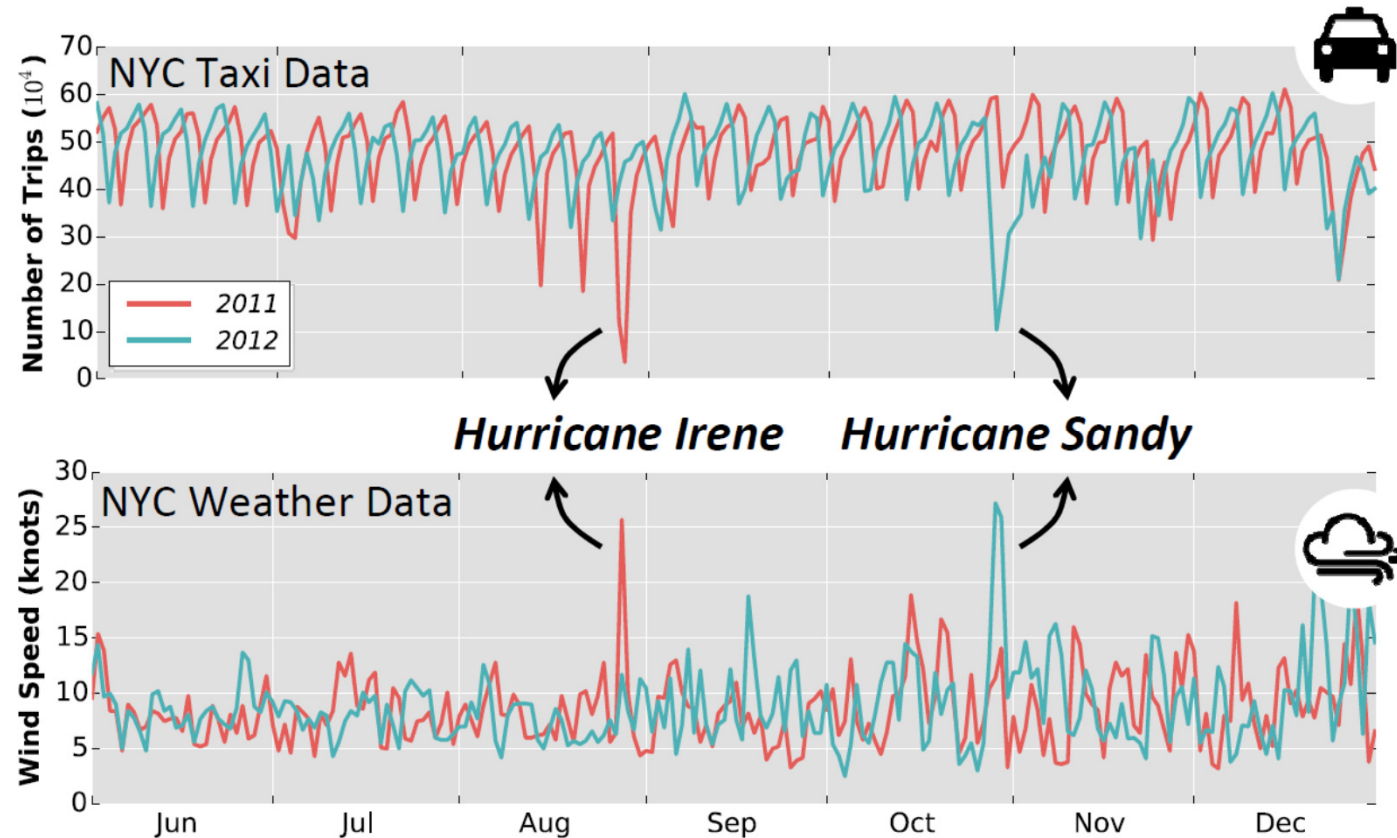 NYC Taxi Data
Number of Trips (10⁴)
70
60
50
40
30
20
10
0
2011
2012
Hurricane Irene
Hurricane Sandy
NYC Weather Data
Wind Speed (knots)
30
25
20
15
10
5
0
Jun
Jul
Aug
Sep
Oct
Nov
Dec